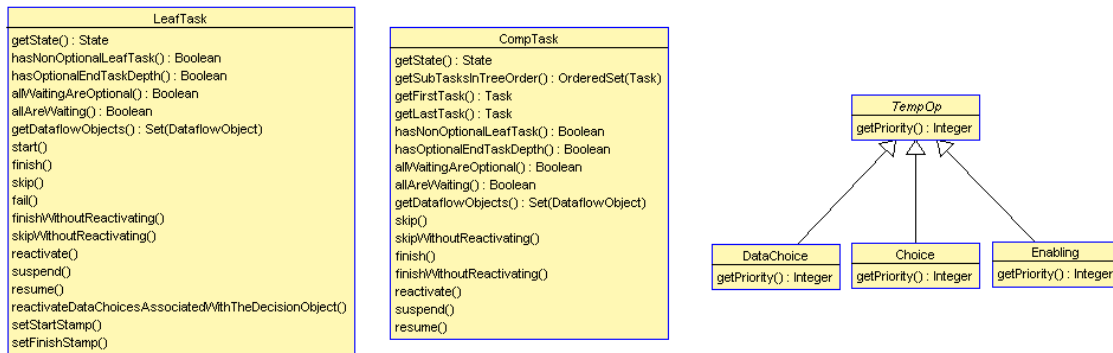 LeafTask
getState() : State
hasNonOptionalLeafTask() : Boolean
hasOptionalEndTaskDepth() : Boolean
allWaitingAreOptional() : Boolean
allAreWaiting() : Boolean
getDataflowObjects() : Set(DataflowObject)
start()
finish()
skip()
fail()
finishWithoutReactivating()
skipWithoutReactivating()
reactivate()
suspend()
resume()
reactivateDataChoicesAssociatedWithTheDecisionObject()
setStartStamp()
setFinishStamp()
CompTask
getState() : State
getSubTasksInTreeOrder() : OrderedSet(Task)
getFirstTask() : Task
getLastTask() : Task
hasNonOptionalLeafTask() : Boolean
hasOptionalEndTaskDepth() : Boolean
allWaitingAreOptional() : Boolean
allAreWaiting() : Boolean
getDataflowObjects() : Set(DataflowObject)
skip()
skipWithoutReactivating()
finish()
finishWithoutReactivating()
reactivate()
suspend()
resume()
TempOp
getPriority() : Integer
DataChoice
getPriority() : Integer
Choice
getPriority() : Integer
Enabling
getPriority() : Integer